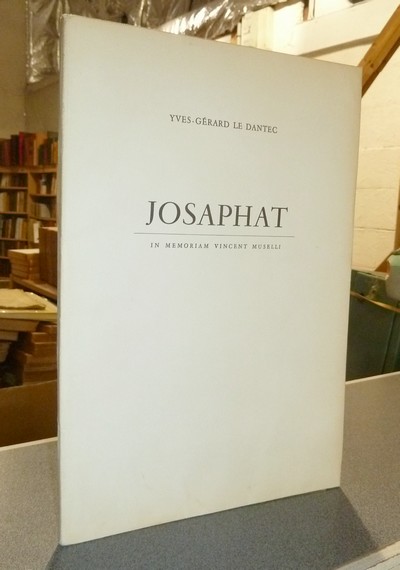 YVES-GÉRARD LE DANTEC
JOSAPHAT
IN MEMORIAM VINCENT MUSELLI